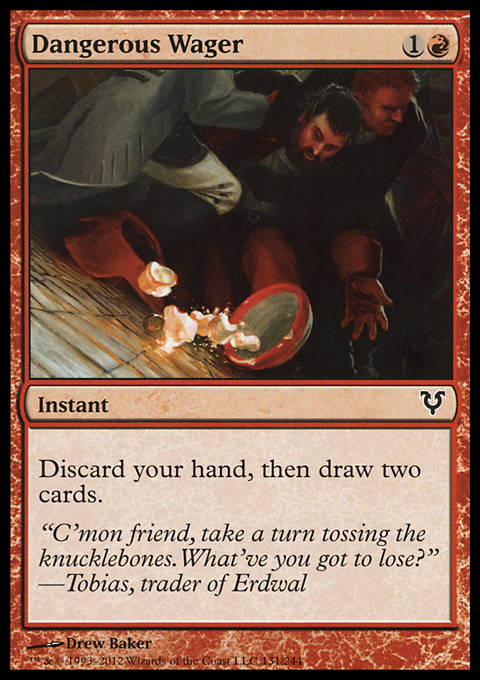 Dangerous Wager 1
Instant
Discard your hand, then draw two
cards.
“C’mon friend, take a turn tossing the
knucklebones. What’ve you got to lose?”
—Tobias, trader of Erdwal
Drew Baker
™ & © 1993–2012 Wizards of the Coast LLC 131/244